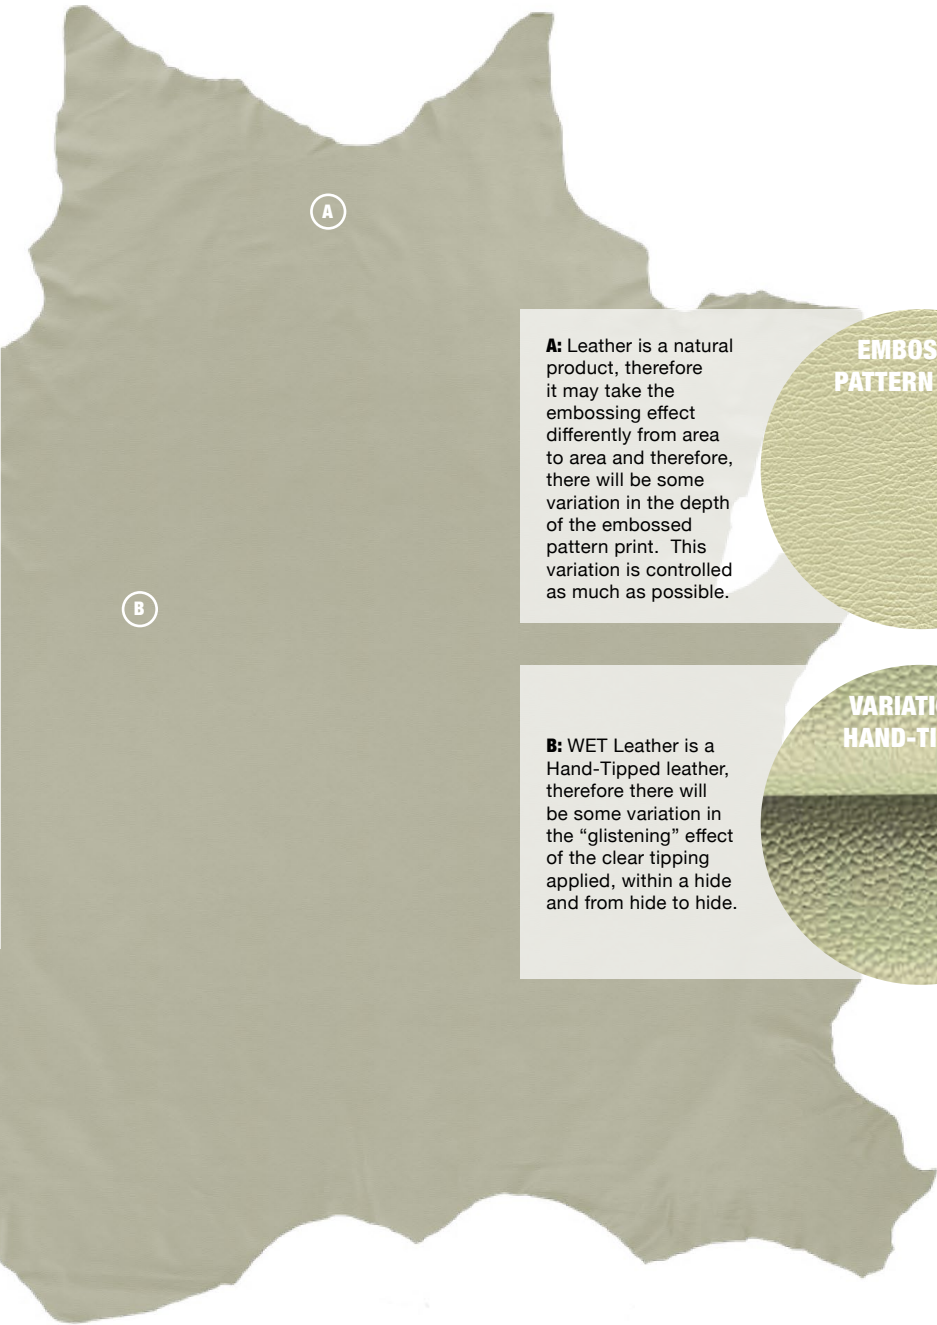 A
A: Leather is a natural
product, therefore
it may take the
embossing effect
differently from area
to area and therefore,
there will be some
variation in the depth
of the embossed
pattern print.  This
variation is controlled
as much as possible.
EMBOS
PATTERN
B
B: WET Leather is a
Hand-Tipped leather,
therefore there will
be some variation in
the “glistening” effect
of the clear tipping
applied, within a hide
and from hide to hide.
VARIATI
HAND-TI